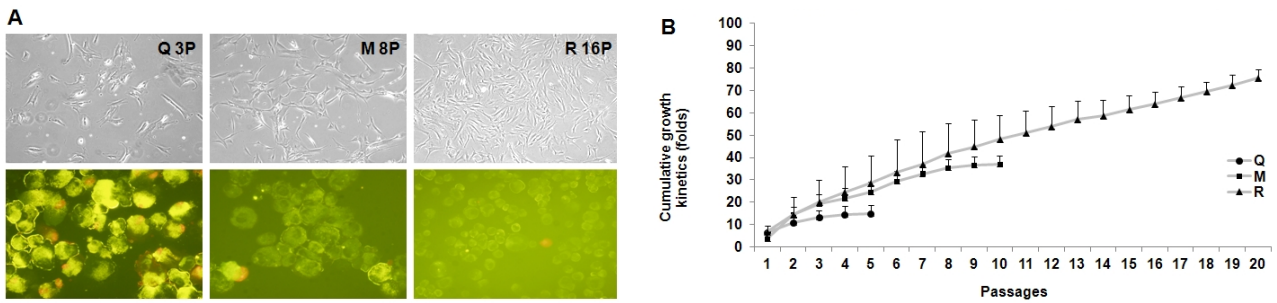 A
Q 3P
M 8P
R 16P
B
Cumulative growth
kinetics (folds)
100
90
80
70
60
50
40
30
20
10
0
1 2 3 4 5 6 7 8 9 10 11 12 13 14 15 16 17 18 19 20
Passages
Q
M
R